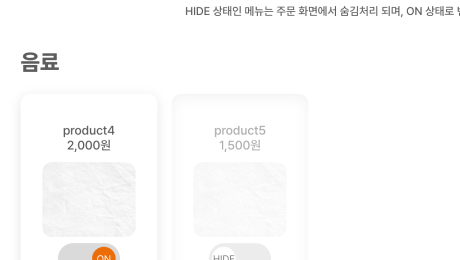 HIDE 상태인 메뉴는 주문 화면에서 숨김처리 되며, ON 상태로
음료
product4
2,000원
product5
1,500원
ON
HIDE